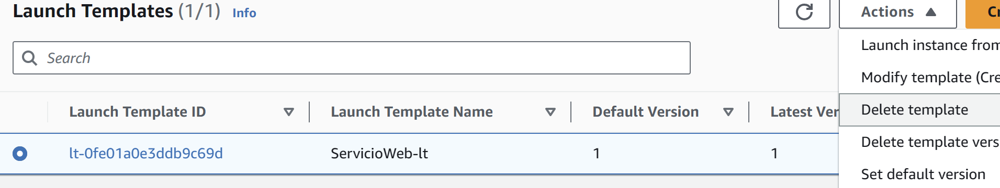 Launch Templates (1/1) Info
Actions
Search
Launch instance from
Modify template (Cre
Delete template
Delete template vers
Set default version
Launch Template ID Launch Template Name Default Version Latest Ver
lt-0fe01a0e3ddb9c69d ServicioWeb-lt 1 1